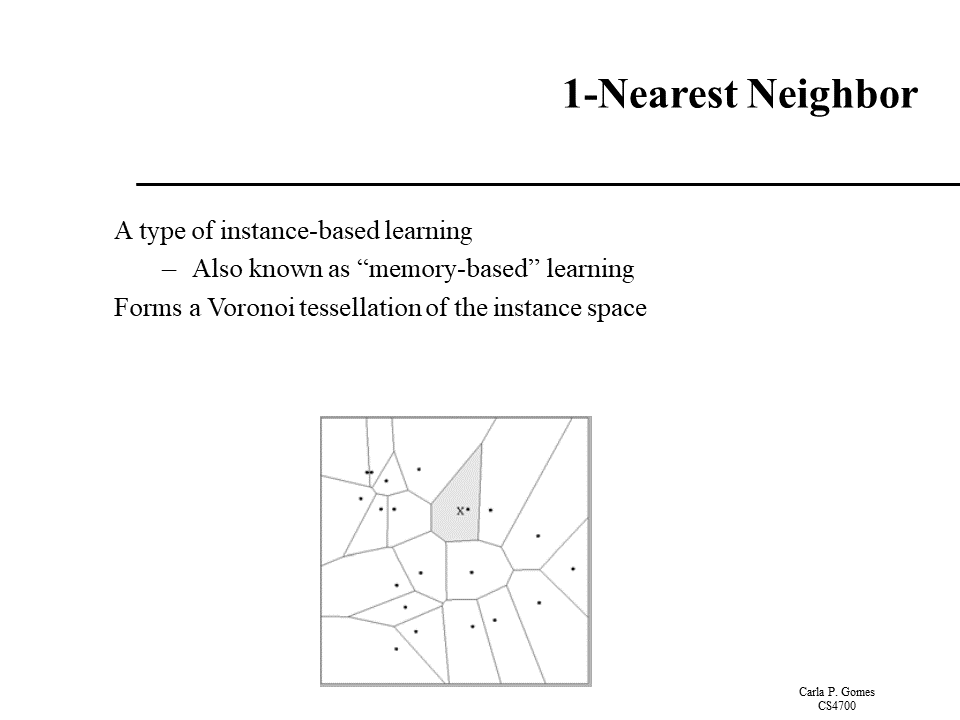 1-Nearest Neighbor
A type of instance-based learning
– Also known as “memory-based” learning
Forms a Voronoi tessellation of the instance space
x
Carla P. Gomes
CS4700